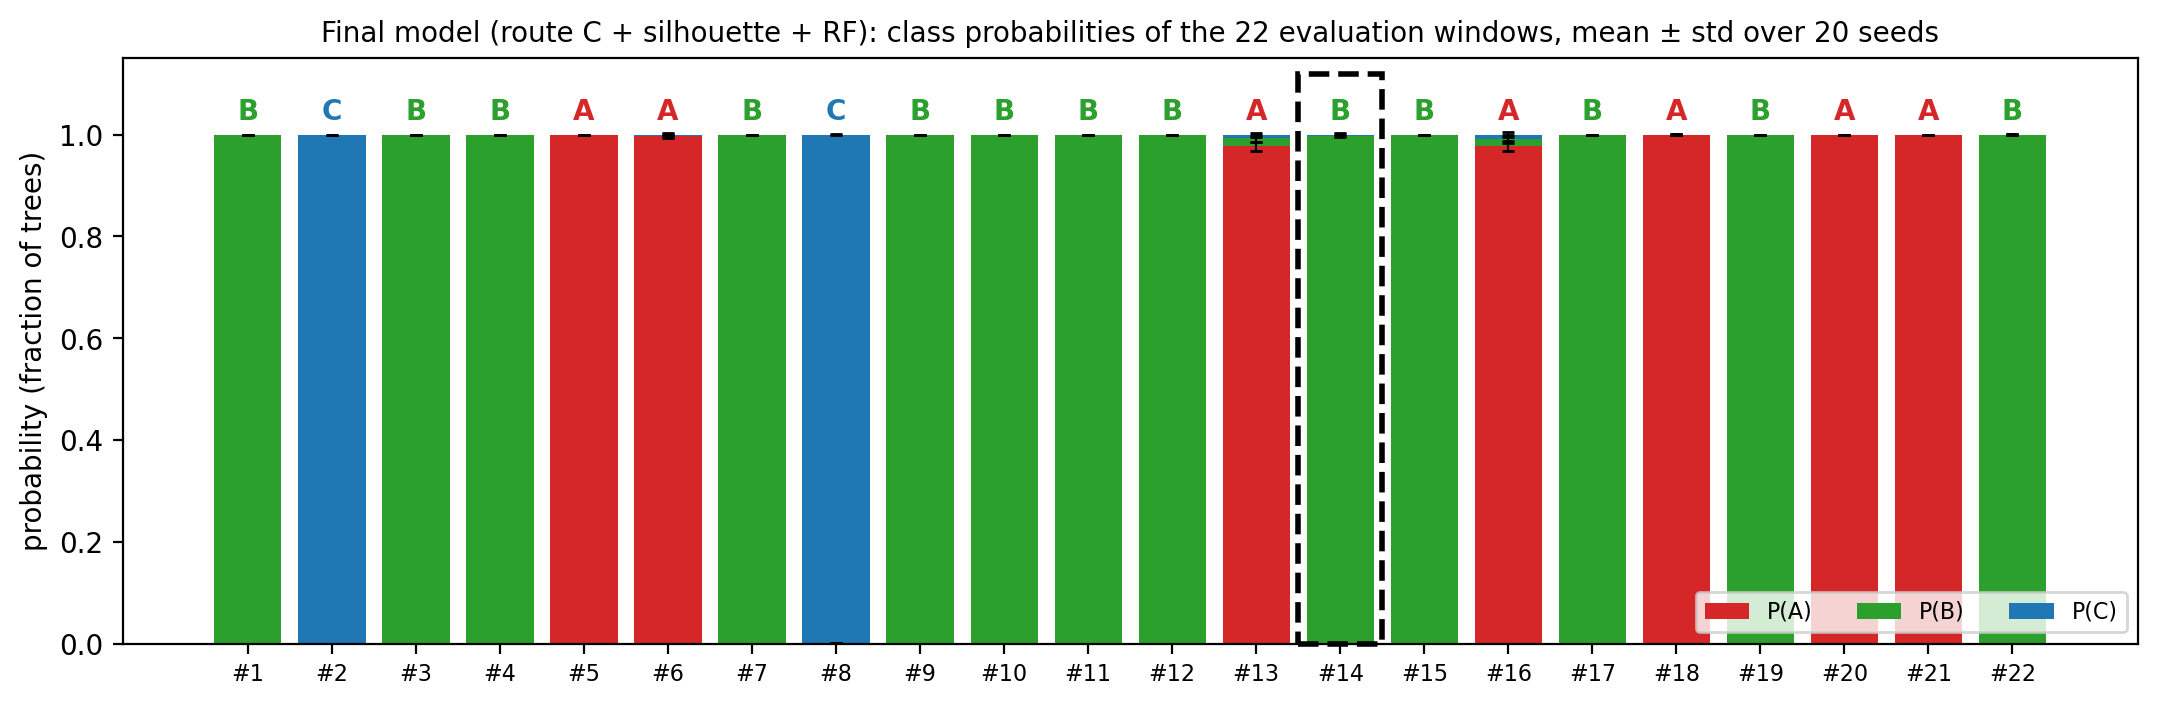 Final model (route C + silhouette + RF): class probabilities of the 22 evaluation windows, mean ± std over 20 seeds
B C B B A A B C B B B B A B B A B A B A A B
probability (fraction of trees)
1.0
0.8
0.6
0.4
0.2
0.0
P(A) P(B) P(C)
#1 #2 #3 #4 #5 #6 #7 #8 #9 #10 #11 #12 #13 #14 #15 #16 #17 #18 #19 #20 #21 #22